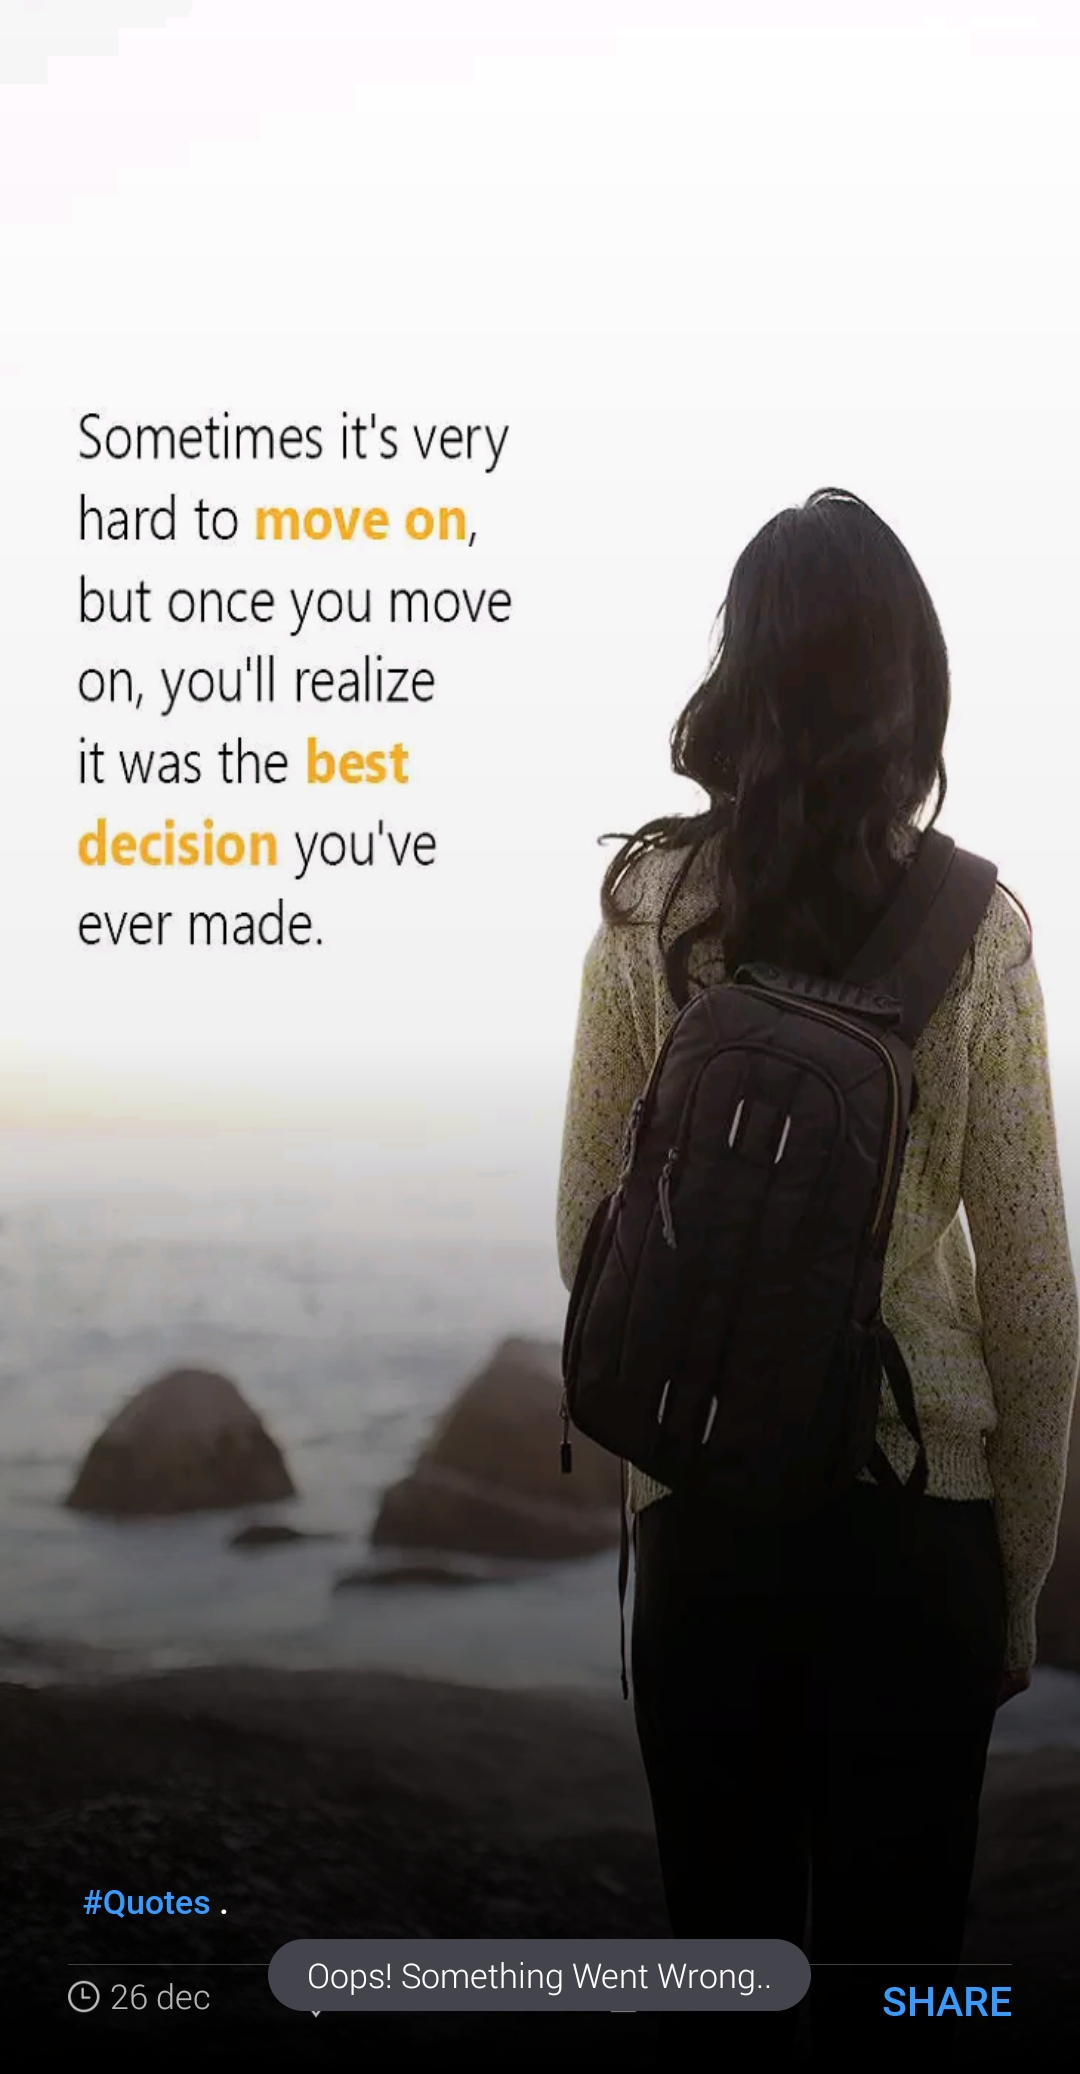 Sometimes it's very
hard to move on,
but once you move
on, you'll realize
it was the best
decision you've
ever made.
#Quotes .
Oops! Something Went Wrong..
26 dec
SHARE